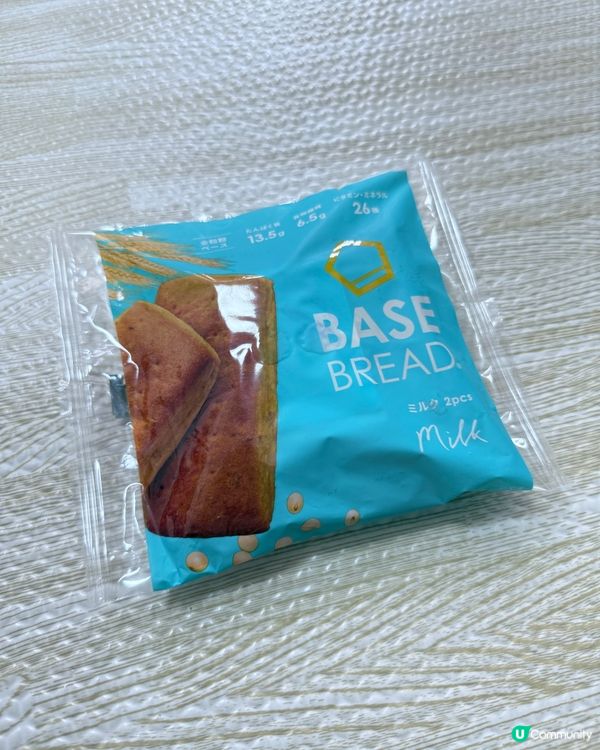 全粒粉
ベース
たんぱく質
13.5g
食物繊維
6.5g
ビタミン・ミネラル
26種
BASE
BREAD
ミルク 2pcs
Milk
U Community